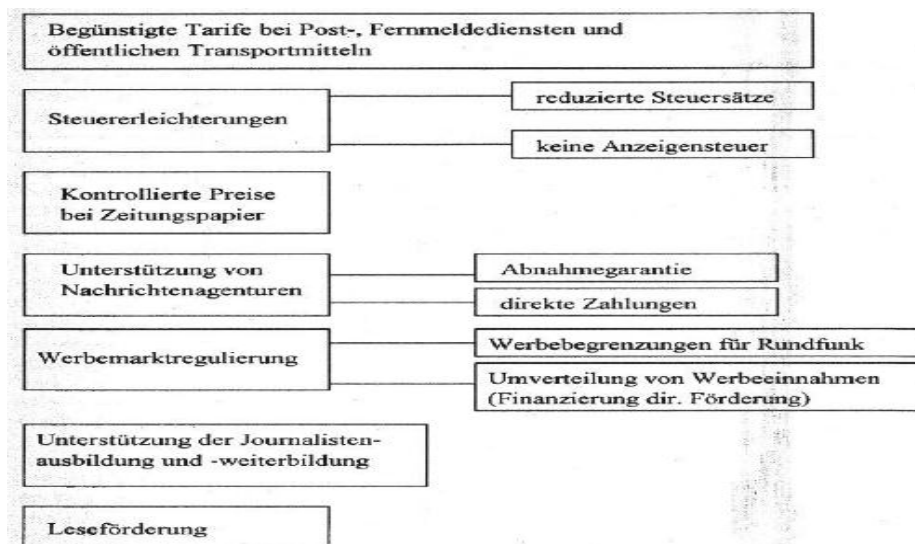 Begünstigte Tarife bei Post-, Fernmeldediensten und
öffentlichen Transportmitteln
Steuererleichterungen
reduzierte Steuersätze
keine Anzeigensteuer
Kontrollierte Preise
bei Zeitungspapier
Unterstützung von
Nachrichtenagenturen
Abnahmegarantie
direkte Zahlungen
Werbemarktregulierung
Werbebegrenzungen für Rundfunk
Umverteilung von Werbeeinnahmen
(Finanzierung dir. Förderung)
Unterstützung der Journalisten-
ausbildung und -weiterbildung
Leseförderung